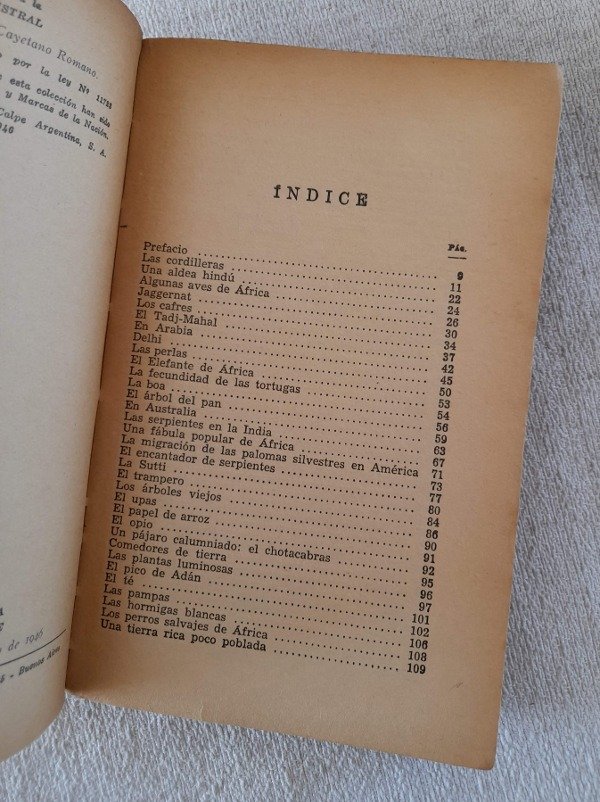 la
STRAL
Cayetano Romano.
por la ley Nº 11723
esta colección han sido
y Marcas de la Nación.
Calpe Argentina, S. A.
A
E
de 1945
Buenos Aires
ÍNDICE
Pág.
Prefacio 9
Las cordilleras 11
Una aldea hindú 22
Algunas aves de África 24
Jaggernat 26
Los cafres 30
El Tadj-Mahal 34
En Arabia 37
Delhi 42
Las perlas 45
El Elefante de África 50
La fecundidad de las tortugas 53
La boa 54
El árbol del pan 56
En Australia 59
Las serpientes en la India 63
Una fábula popular de África 67
La migración de las palomas silvestres en América 71
El encantador de serpientes 73
La Sutti 77
El trampero 80
Los árboles viejos 84
El upas 86
El papel de arroz 90
El opio 91
Un pájaro calumniado: el chotacabras 92
Comedores de tierra 95
Las plantas luminosas 96
El pico de Adán 97
El té 101
Las pampas 102
Las hormigas blancas 106
Los perros salvajes de África 108
Una tierra rica poco poblada 109